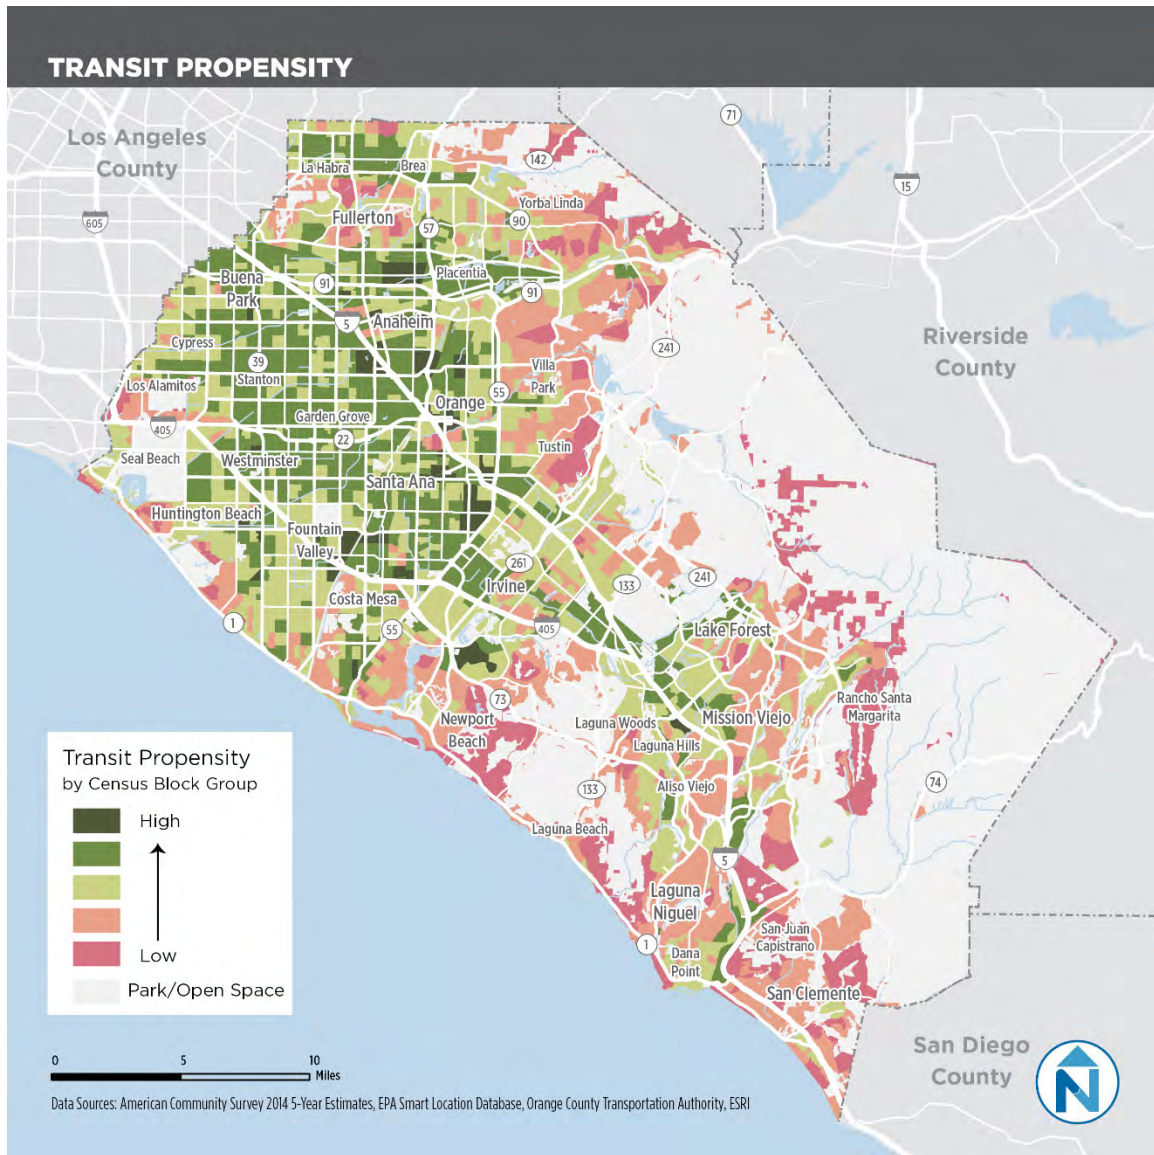 TRANSIT PROPENSITY
Los Angeles
County
71
15
605
142
La Habra
Brea
Yorba Linda
Fullerton
90
57
Placentia
Buena
Park
91
91
Anaheim
5
Riverside
County
241
Cypress
39
Stanton
Villa
Park
Los Alamitos
55
Orange
Garden Grove
405
22
Tustin
Seal Beach
Westminster
Santa Ana
Huntington Beach
Fountain
Valley
261
Irvine
133
241
Costa Mesa
1
55
405
Lake Forest
73
Rancho Santa
Margarita
Newport
Beach
Laguna Woods
Mission Viejo
Laguna Hills
Aliso Viejo
133
74
Laguna Beach
5
Laguna
Niguel
San Juan
Capistrano
1
Dana
Point
San Clemente
San Diego
County
N
Transit Propensity
by Census Block Group
High
Low
Park/Open Space
0 5 10
Miles
Data Sources: American Community Survey 2014 5-Year Estimates, EPA Smart Location Database, Orange County Transportation Authority, ESRI